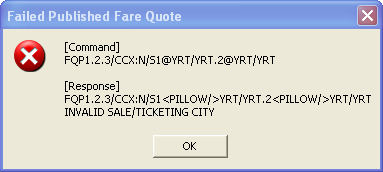 Failed Published Fare Quote
[Command]
FQP1.2.3/CCX:N/S1@YRT/YRT.2@YRT/YRT
[Response]
FQP1.2.3/CCX:N/S1<PILLOW/>YRT/YRT.2<PILLOW/>YRT/YRT
INVALID SALE/TICKETING CITY
OK